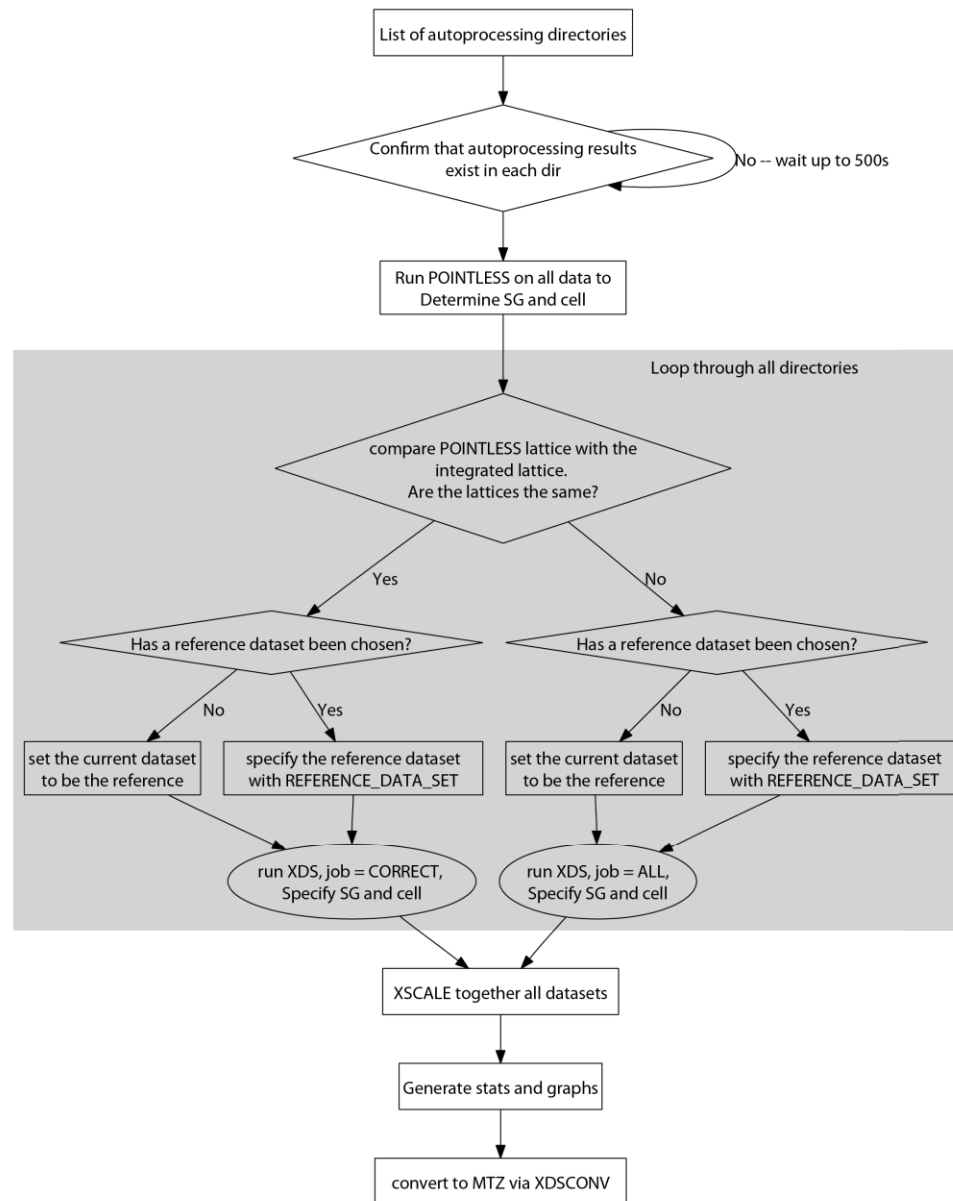 List of autoprocessing directories
Confirm that autoprocessing results
exist in each dir
No -- wait up to 500s
Run POINTLESS on all data to
Determine SG and cell
Loop through all directories
compare POINTLESS lattice with the
integrated lattice.
Are the lattices the same?
Yes
No
Has a reference dataset been chosen?
Has a reference dataset been chosen?
No
Yes
No
Yes
set the current dataset
to be the reference
specify the reference dataset
with REFERENCE_DATA_SET
set the current dataset
to be the reference
specify the reference dataset
with REFERENCE_DATA_SET
run XDS, job = CORRECT,
Specify SG and cell
run XDS, job = ALL,
Specify SG and cell
XSCALE together all datasets
Generate stats and graphs
convert to MTZ via XDSCONV